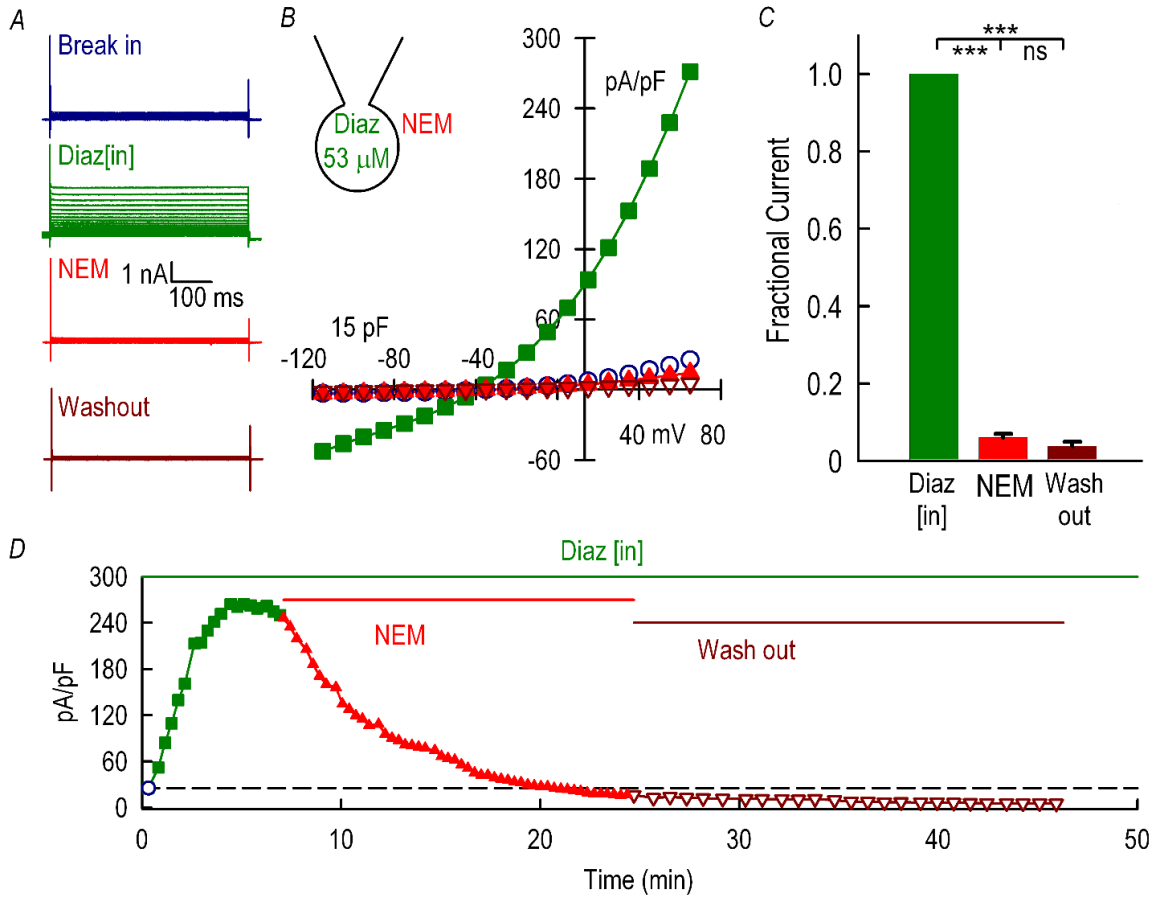 A
Break in
Diaz[in]
NEM
1 nA
100 ms
Washout
B
Diaz
53 μM
NEM
pA/pF
300
240
180
120
60
-60
15 pF
-120
-80
-40
40 mV
80
C
***
***
ns
Fractional Current
1.0
0.8
0.6
0.4
0.2
0
Diaz
[in]
NEM
Wash
out
D
Diaz [in]
NEM
Wash out
pA/pF
300
240
180
120
60
0
0
10
20
30
40
50
Time (min)